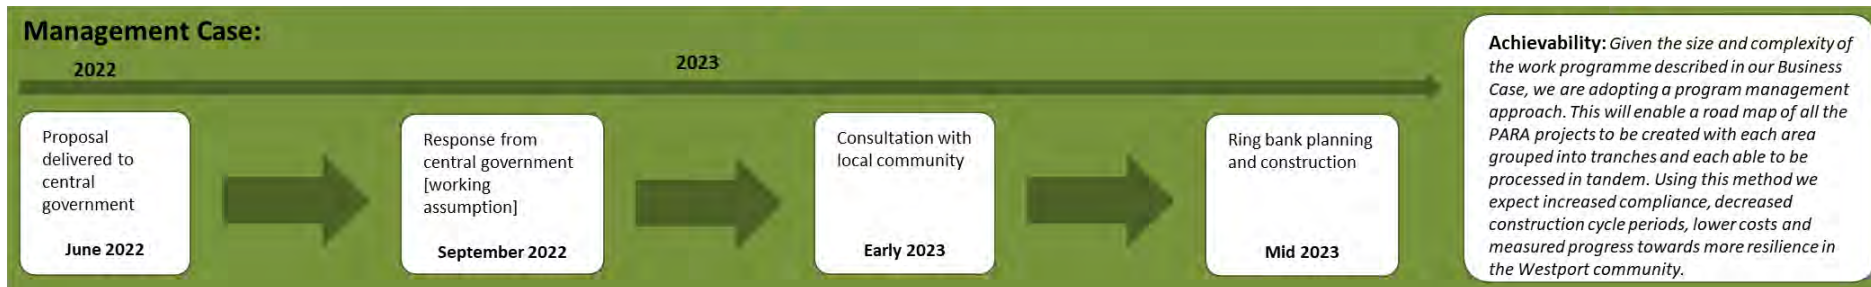 Management Case:
2022
2023
Proposal
delivered to
central
government
June 2022
Response from
central government
[working
assumption]
September 2022
Consultation with
local community
Early 2023
Ring bank planning
and construction
Mid 2023
Achievability: Given the size and complexity of
the work programme described in our Business
Case, we are adopting a program management
approach. This will enable a road map of all the
PARA projects to be created with each area
grouped into tranches and each able to be
processed in tandem. Using this method we
expect increased compliance, decreased
construction cycle periods, lower costs and
measured progress towards more resilience in
the Westport community.